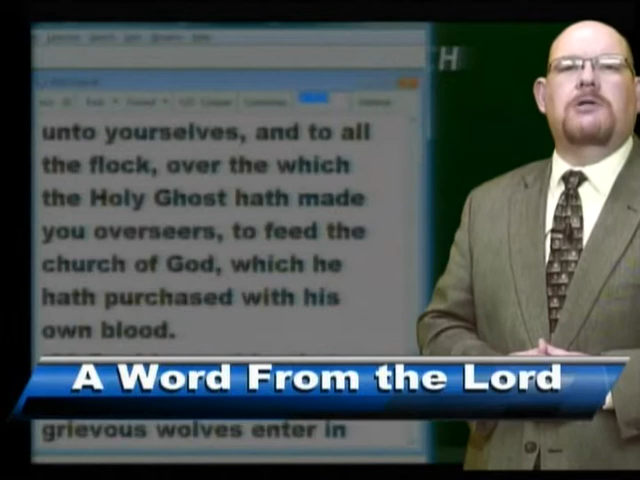 H
unto yourselves, and to all
the flock, over the which
the Holy Ghost hath made
you overseers, to feed the
church of God, which he
hath purchased with his
own blood.
A Word From the Lord
grievous wolves enter in